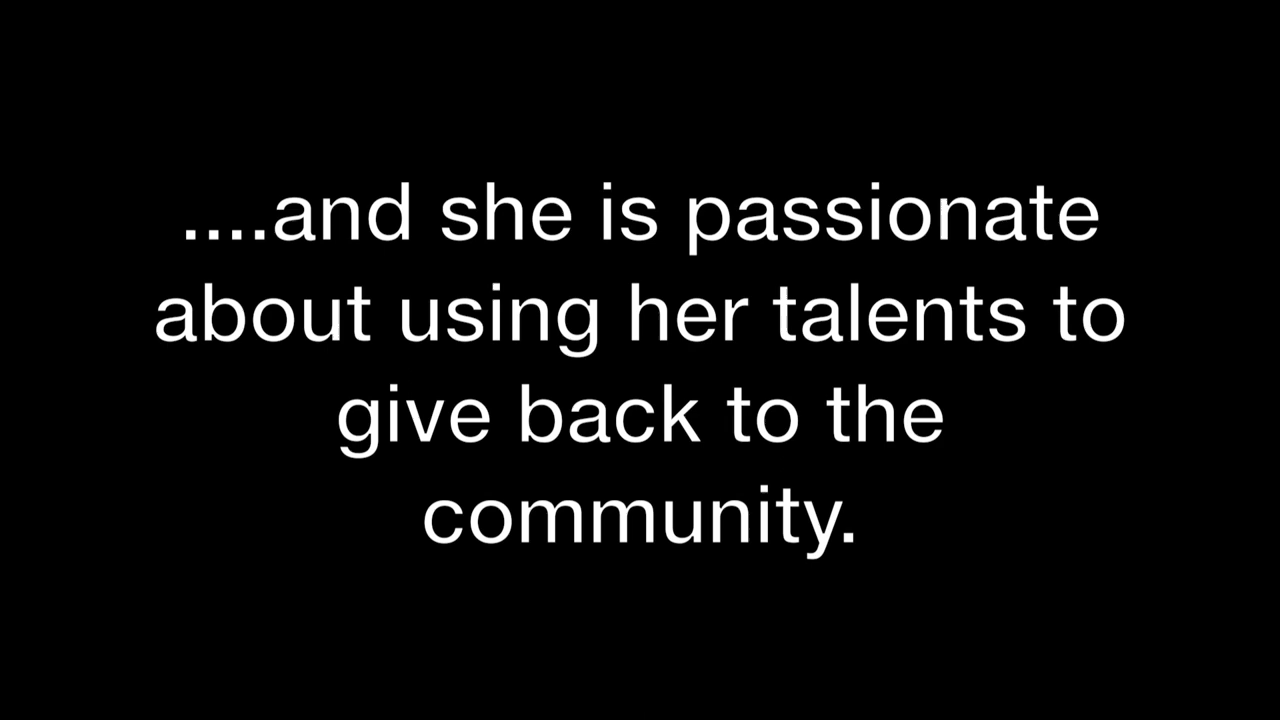 ....and she is passionate
about using her talents to
give back to the
community.